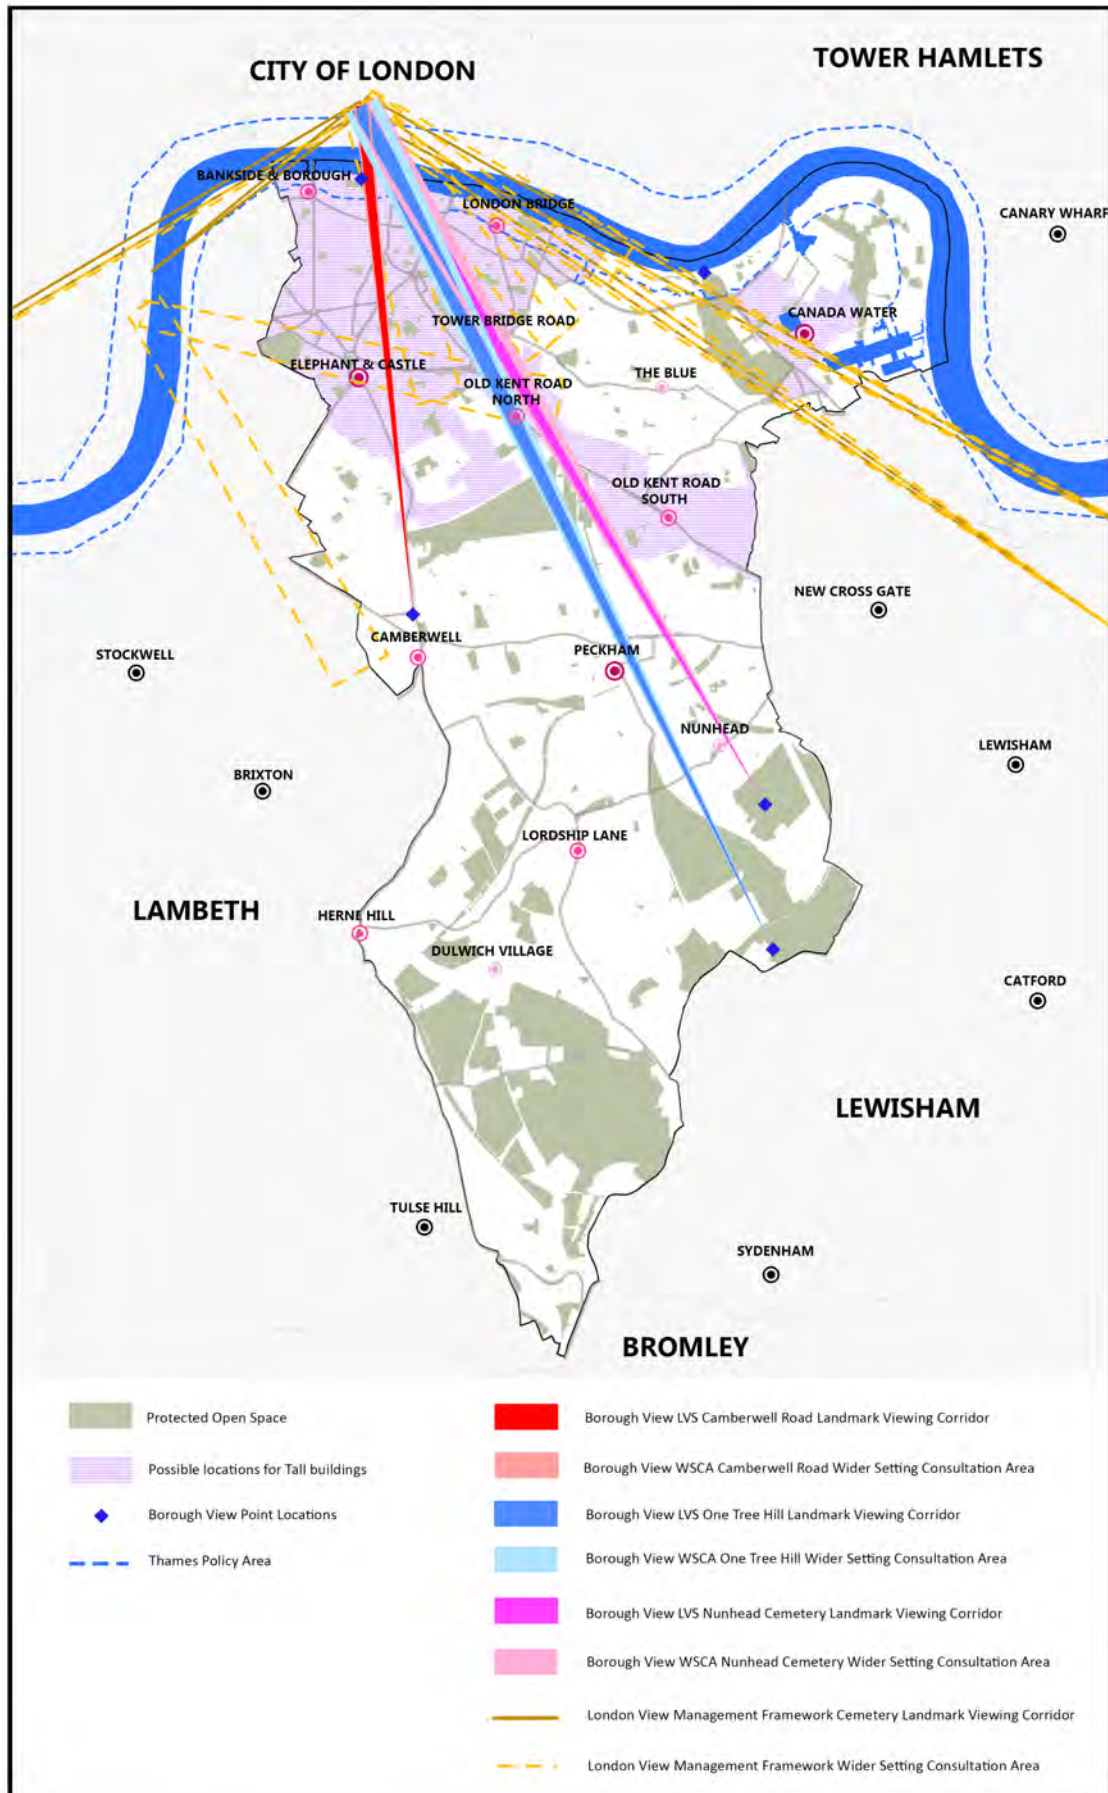 CITY OF LONDON
TOWER HAMLETS
BANKSIDE & BOROUGH
LONDON BRIDGE
CANARY WHARF
CANADA WATER
TOWER BRIDGE ROAD
ELEPHANT & CASTLE
THE BLUE
OLD KENT ROAD
NORTH
OLD KENT ROAD
SOUTH
NEW CROSS GATE
CAMBERWELL
STOCKWELL
PECKHAM
NUNHEAD
LEWISHAM
BRIXTON
LORDSHIP LANE
LAMBETH
HERNE HILL
DULWICH VILLAGE
CATFORD
LEWISHAM
TULSE HILL
SYDENHAM
BROMLEY
Protected Open Space
Possible locations for Tall buildings
Borough View Point Locations
Thames Policy Area
Borough View LVS Camberwell Road Landmark Viewing Corridor
Borough View WSCA Camberwell Road Wider Setting Consultation Area
Borough View LVS One Tree Hill Landmark Viewing Corridor
Borough View WSCA One Tree Hill Wider Setting Consultation Area
Borough View LVS Nunhead Cemetery Landmark Viewing Corridor
Borough View WSCA Nunhead Cemetery Wider Setting Consultation Area
London View Management Framework Cemetery Landmark Viewing Corridor
London View Management Framework Wider Setting Consultation Area